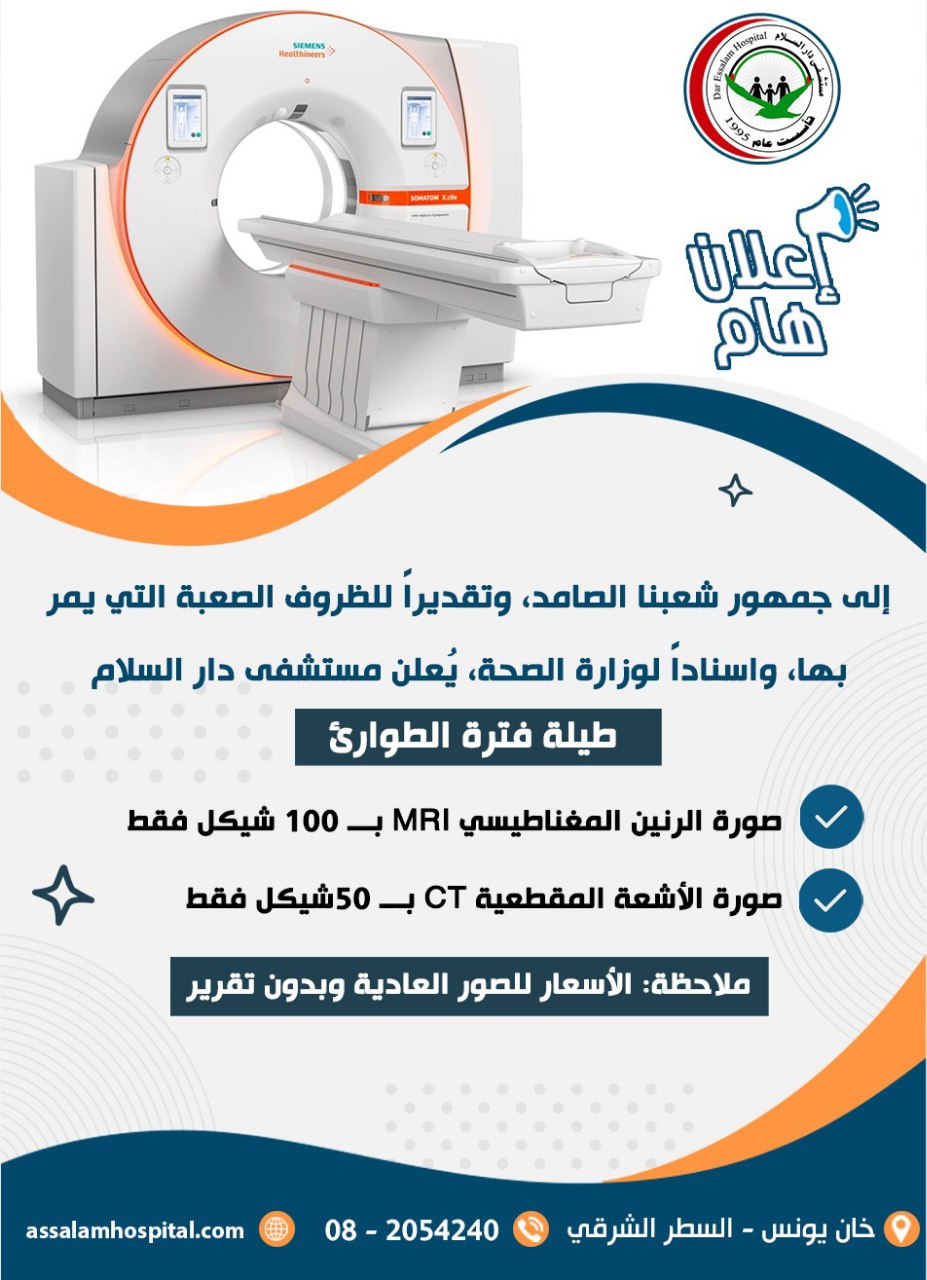 SIEMENS
Healthineers
SOMATOM X.cite
مستشفى دار السلام
Dar Essalam Hospital
تأسست عام 1995
إعلان
هام
إلى جمهور شعبنا الصامد، وتقديراً للظروف الصعبة التي يمر
بها، واسناداً لوزارة الصحة، يُعلن مستشفى دار السلام
طيلة فترة الطوارئ
صورة الرنين المغناطيسي MRI بـــ 100 شيكل فقط
صورة الأشعة المقطعية CT بـــ 50شيكل فقط
ملاحظة: الأسعار للصور العادية وبدون تقرير
خان يونس - السطر الشرقي
08 - 2054240
assalamhospital.com